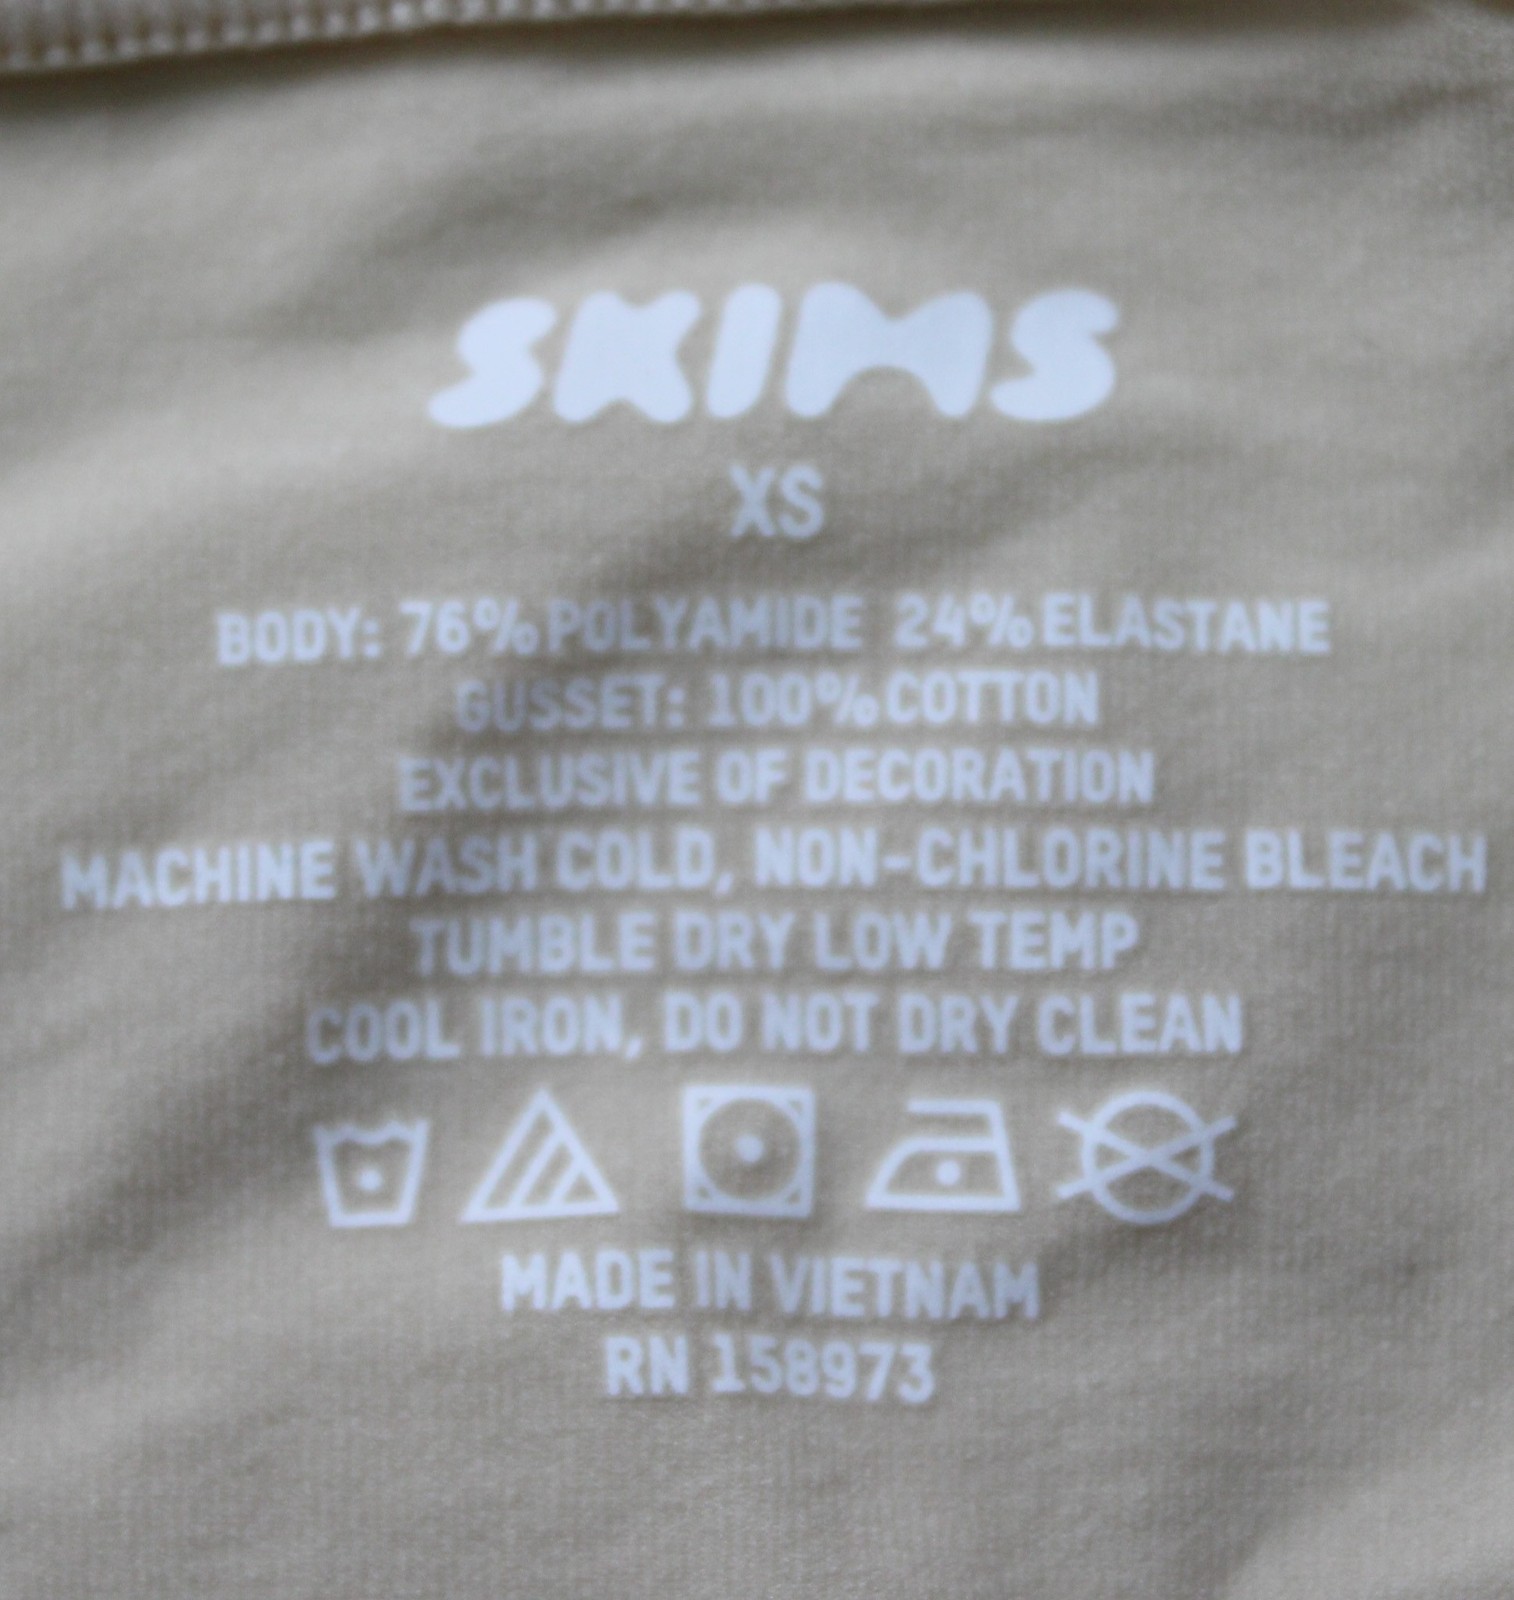 SKIMS
XS
BODY: 76% POLYAMIDE 24% ELASTANE
GUSSET: 100% COTTON
EXCLUSIVE OF DECORATION
MACHINE WASH COLD, NON-CHLORINE BLEACH
TUMBLE DRY LOW TEMP
COOL IRON, DO NOT DRY CLEAN
MADE IN VIETNAM
RN 158973